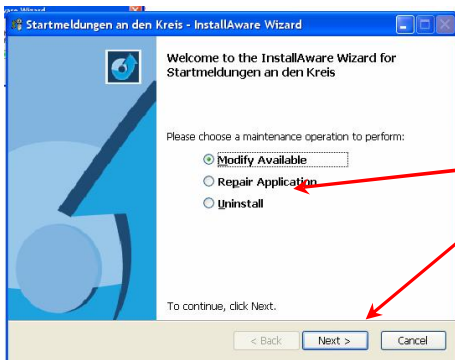 Startmeldungen an den Kreis - InstallAware Wizard
Welcome to the InstallAware Wizard for
Startmeldungen an den Kreis
Please choose a maintenance operation to perform:
Modify Available
Repair Application
Uninstall
To continue, click Next.
< Back
Next >
Cancel